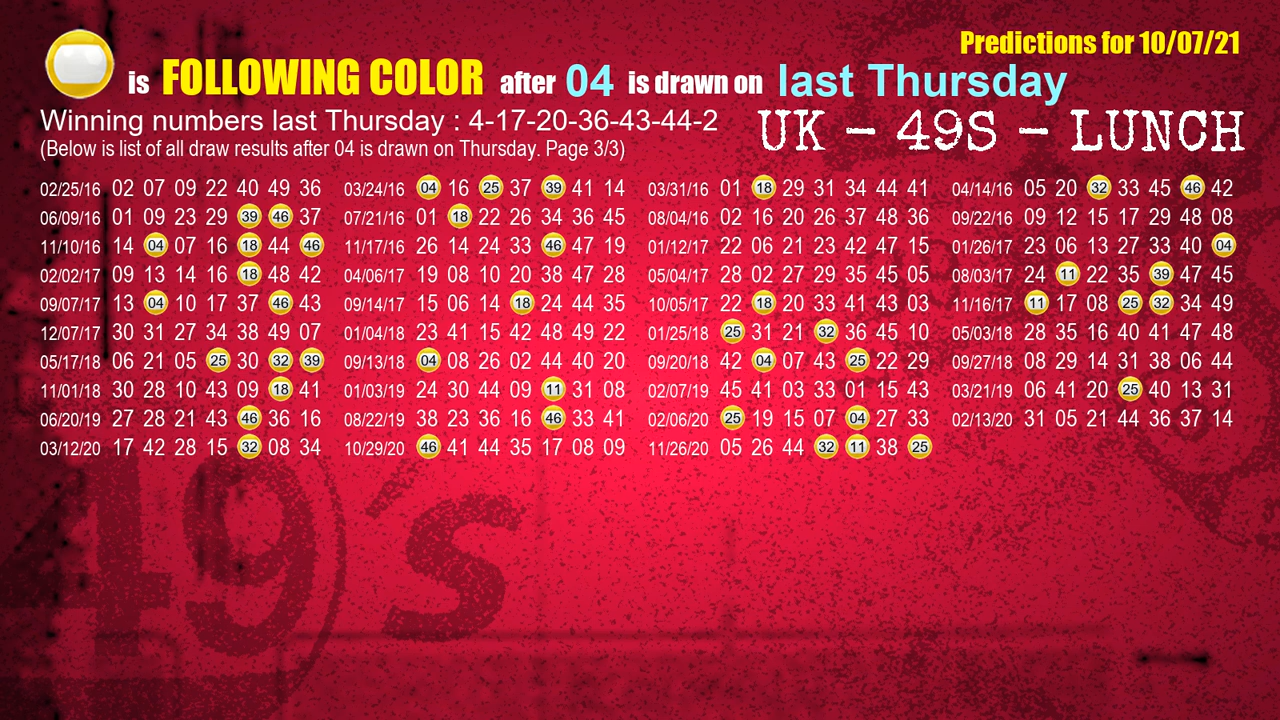 Predictions for 10/07/21
is FOLLOWING COLOR after 04 is drawn on last Thursday
Winning numbers last Thursday : 4-17-20-36-43-44-2
UK - 49S - LUNCH
(Below is list of all draw results after 04 is drawn on Thursday. Page 3/3)
02/25/16 02 07 09 22 40 49 36 03/24/16 04 16 25 37 39 41 14 03/31/16 01 18 29 31 34 44 41 04/14/16 05 20 32 33 45 46 42
06/09/16 01 09 23 29 39 46 37 07/21/16 01 18 22 26 34 36 45 08/04/16 02 16 20 26 37 48 36 09/22/16 09 12 15 17 29 48 08
11/10/16 14 04 07 16 18 44 46 11/17/16 26 14 24 33 46 47 19 01/12/17 22 06 21 23 42 47 15 01/26/17 23 06 13 27 33 40 04
02/02/17 09 13 14 16 18 48 42 04/06/17 19 08 10 20 38 47 28 05/04/17 28 02 27 29 35 45 05 08/03/17 24 11 22 35 39 47 45
09/07/17 13 04 10 17 37 46 43 09/14/17 15 06 14 18 24 44 35 10/05/17 22 18 20 33 41 43 03 11/16/17 11 17 08 25 32 34 49
12/07/17 30 31 27 34 38 49 07 01/04/18 23 41 15 42 48 49 22 01/25/18 25 31 21 32 36 45 10 05/03/18 28 35 16 40 41 47 48
05/17/18 06 21 05 25 30 32 39 09/13/18 04 08 26 02 44 40 20 09/20/18 42 04 07 43 25 22 29 09/27/18 08 29 14 31 38 06 44
11/01/18 30 28 10 43 09 18 41 01/03/19 24 30 44 09 11 31 08 02/07/19 45 41 03 33 01 15 43 03/21/19 06 41 20 25 40 13 31
06/20/19 27 28 21 43 46 36 16 08/22/19 38 23 36 16 46 33 41 02/06/20 25 19 15 07 04 27 33 02/13/20 31 05 21 44 36 37 14
03/12/20 17 42 28 15 32 08 34 10/29/20 46 41 44 35 17 08 09 11/26/20 05 26 44 32 11 38 25
49's